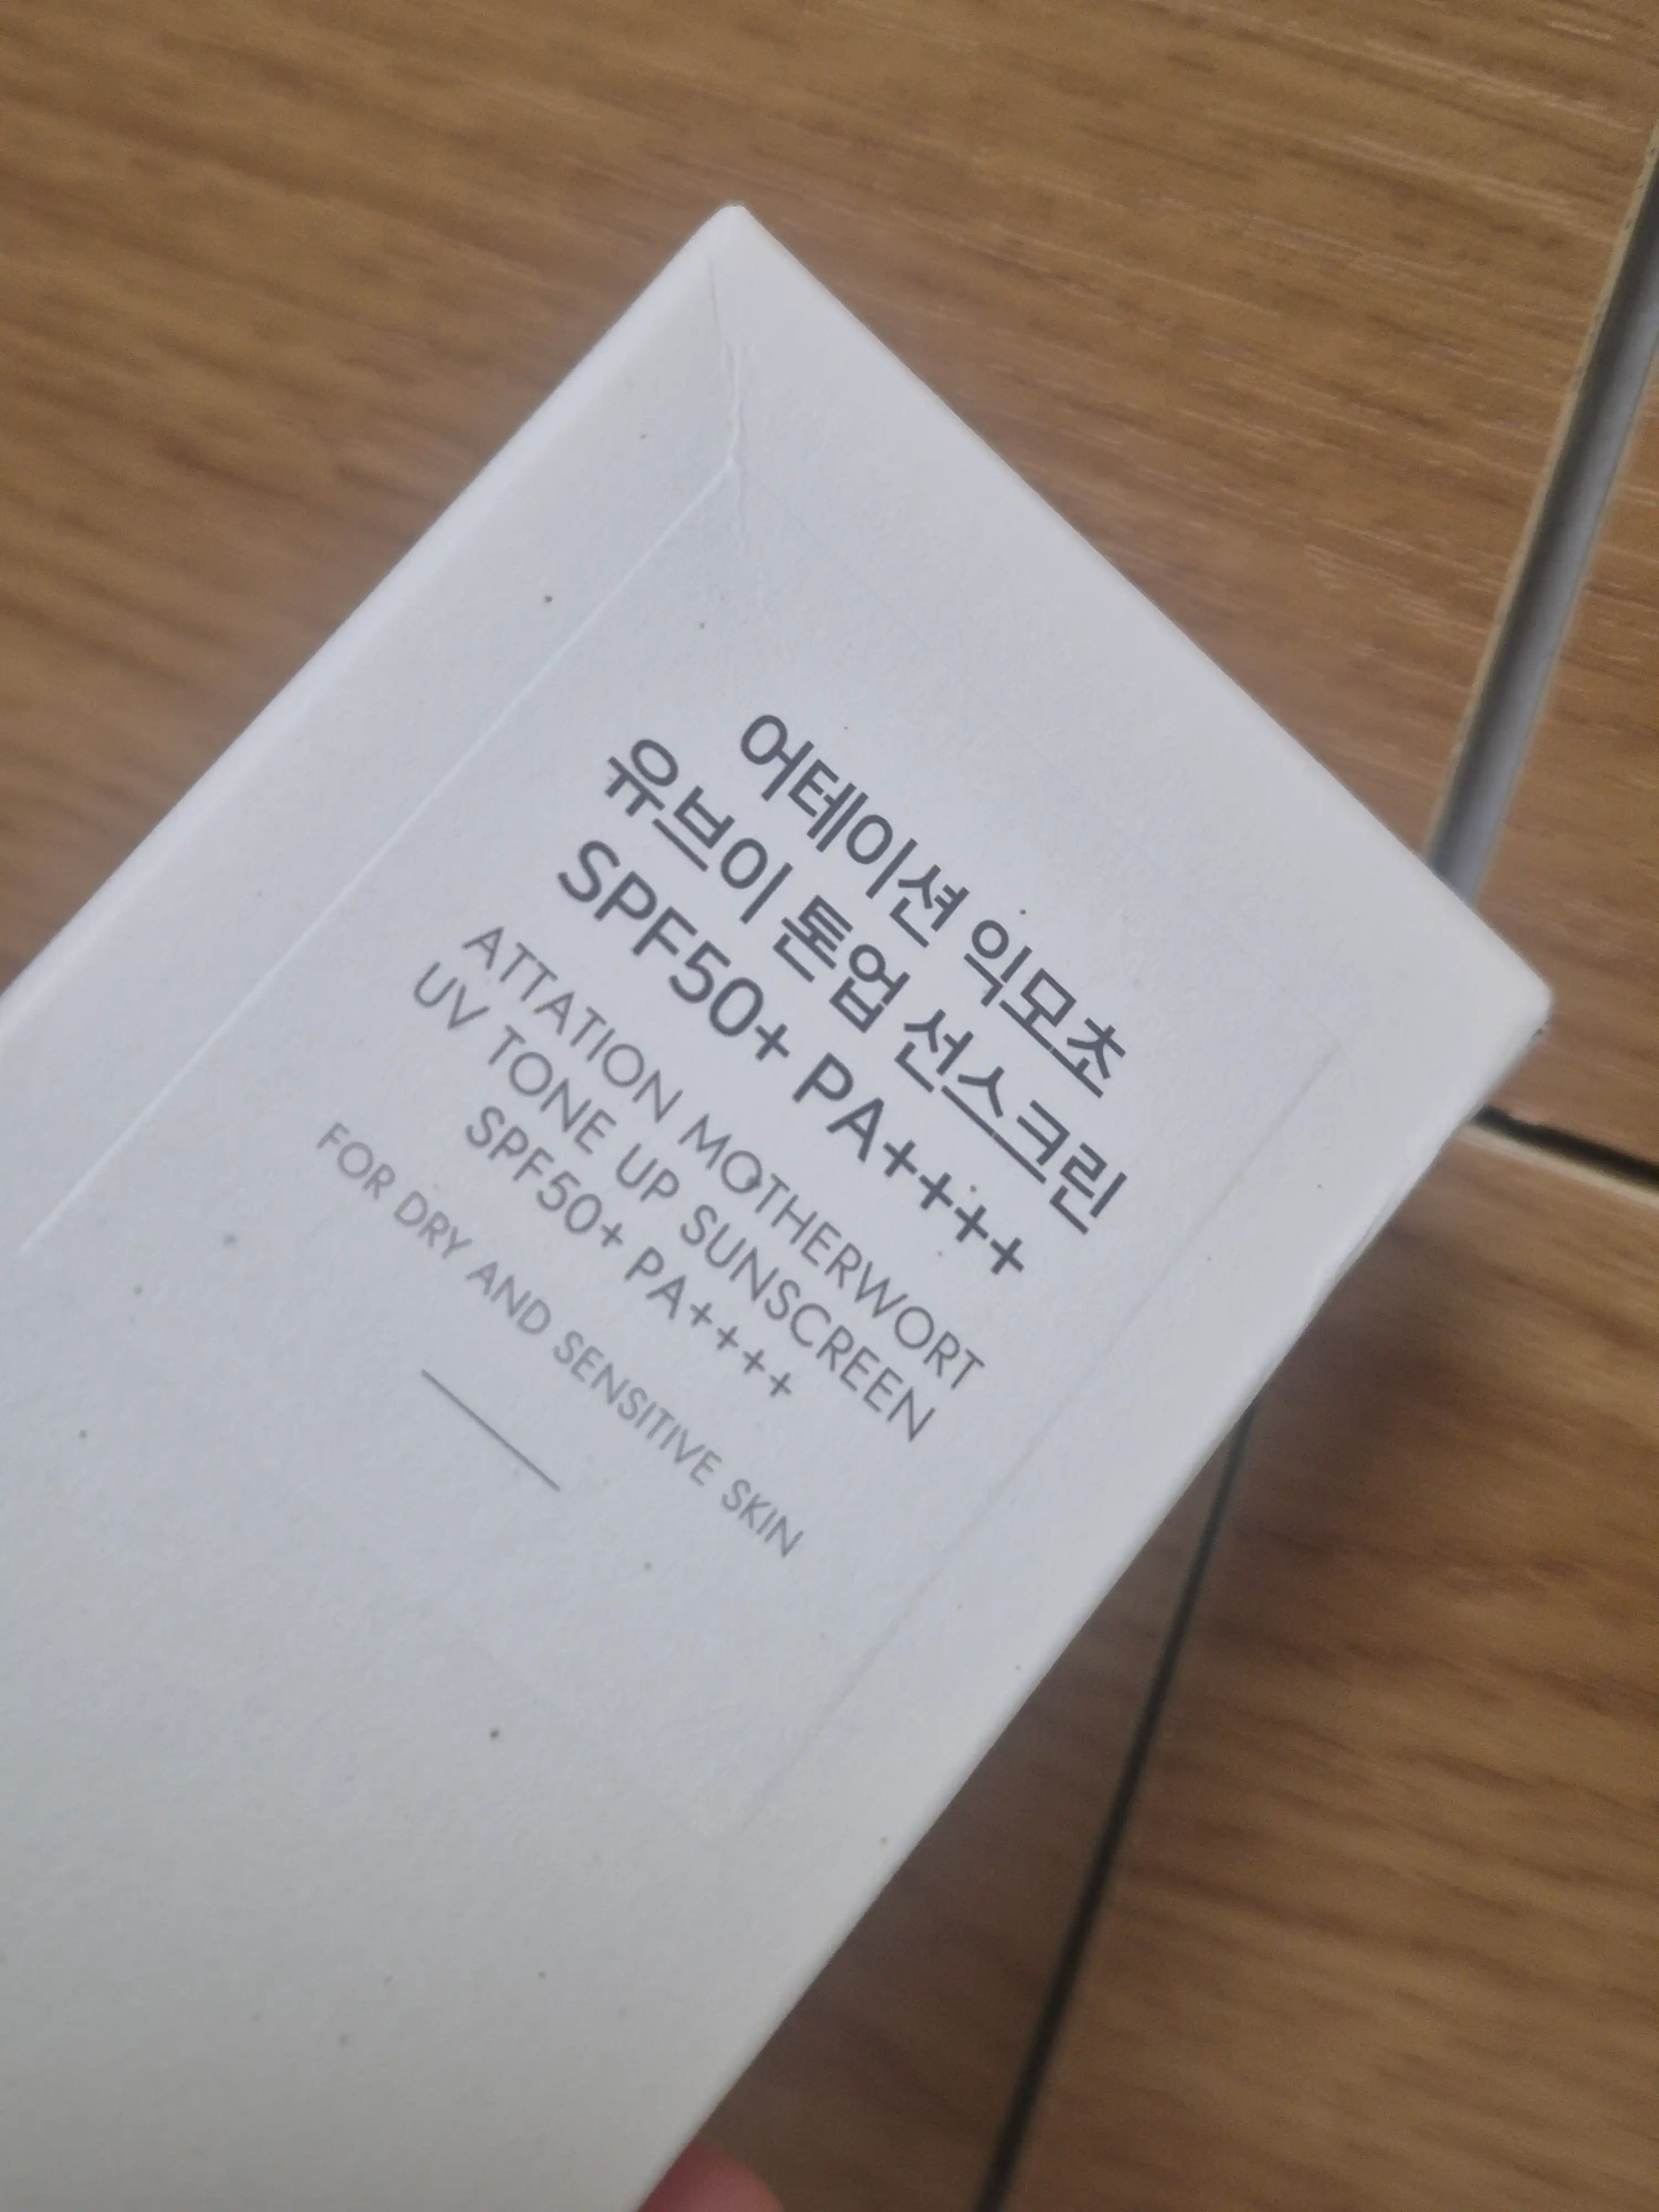 어테이션 익모초
유브이 톤업 선스크린
SPF50+ PA++++
ATTATION MOTHERWORT
UV TONE UP SUNSCREEN
SPF50+ PA++++
FOR DRY AND SENSITIVE SKIN